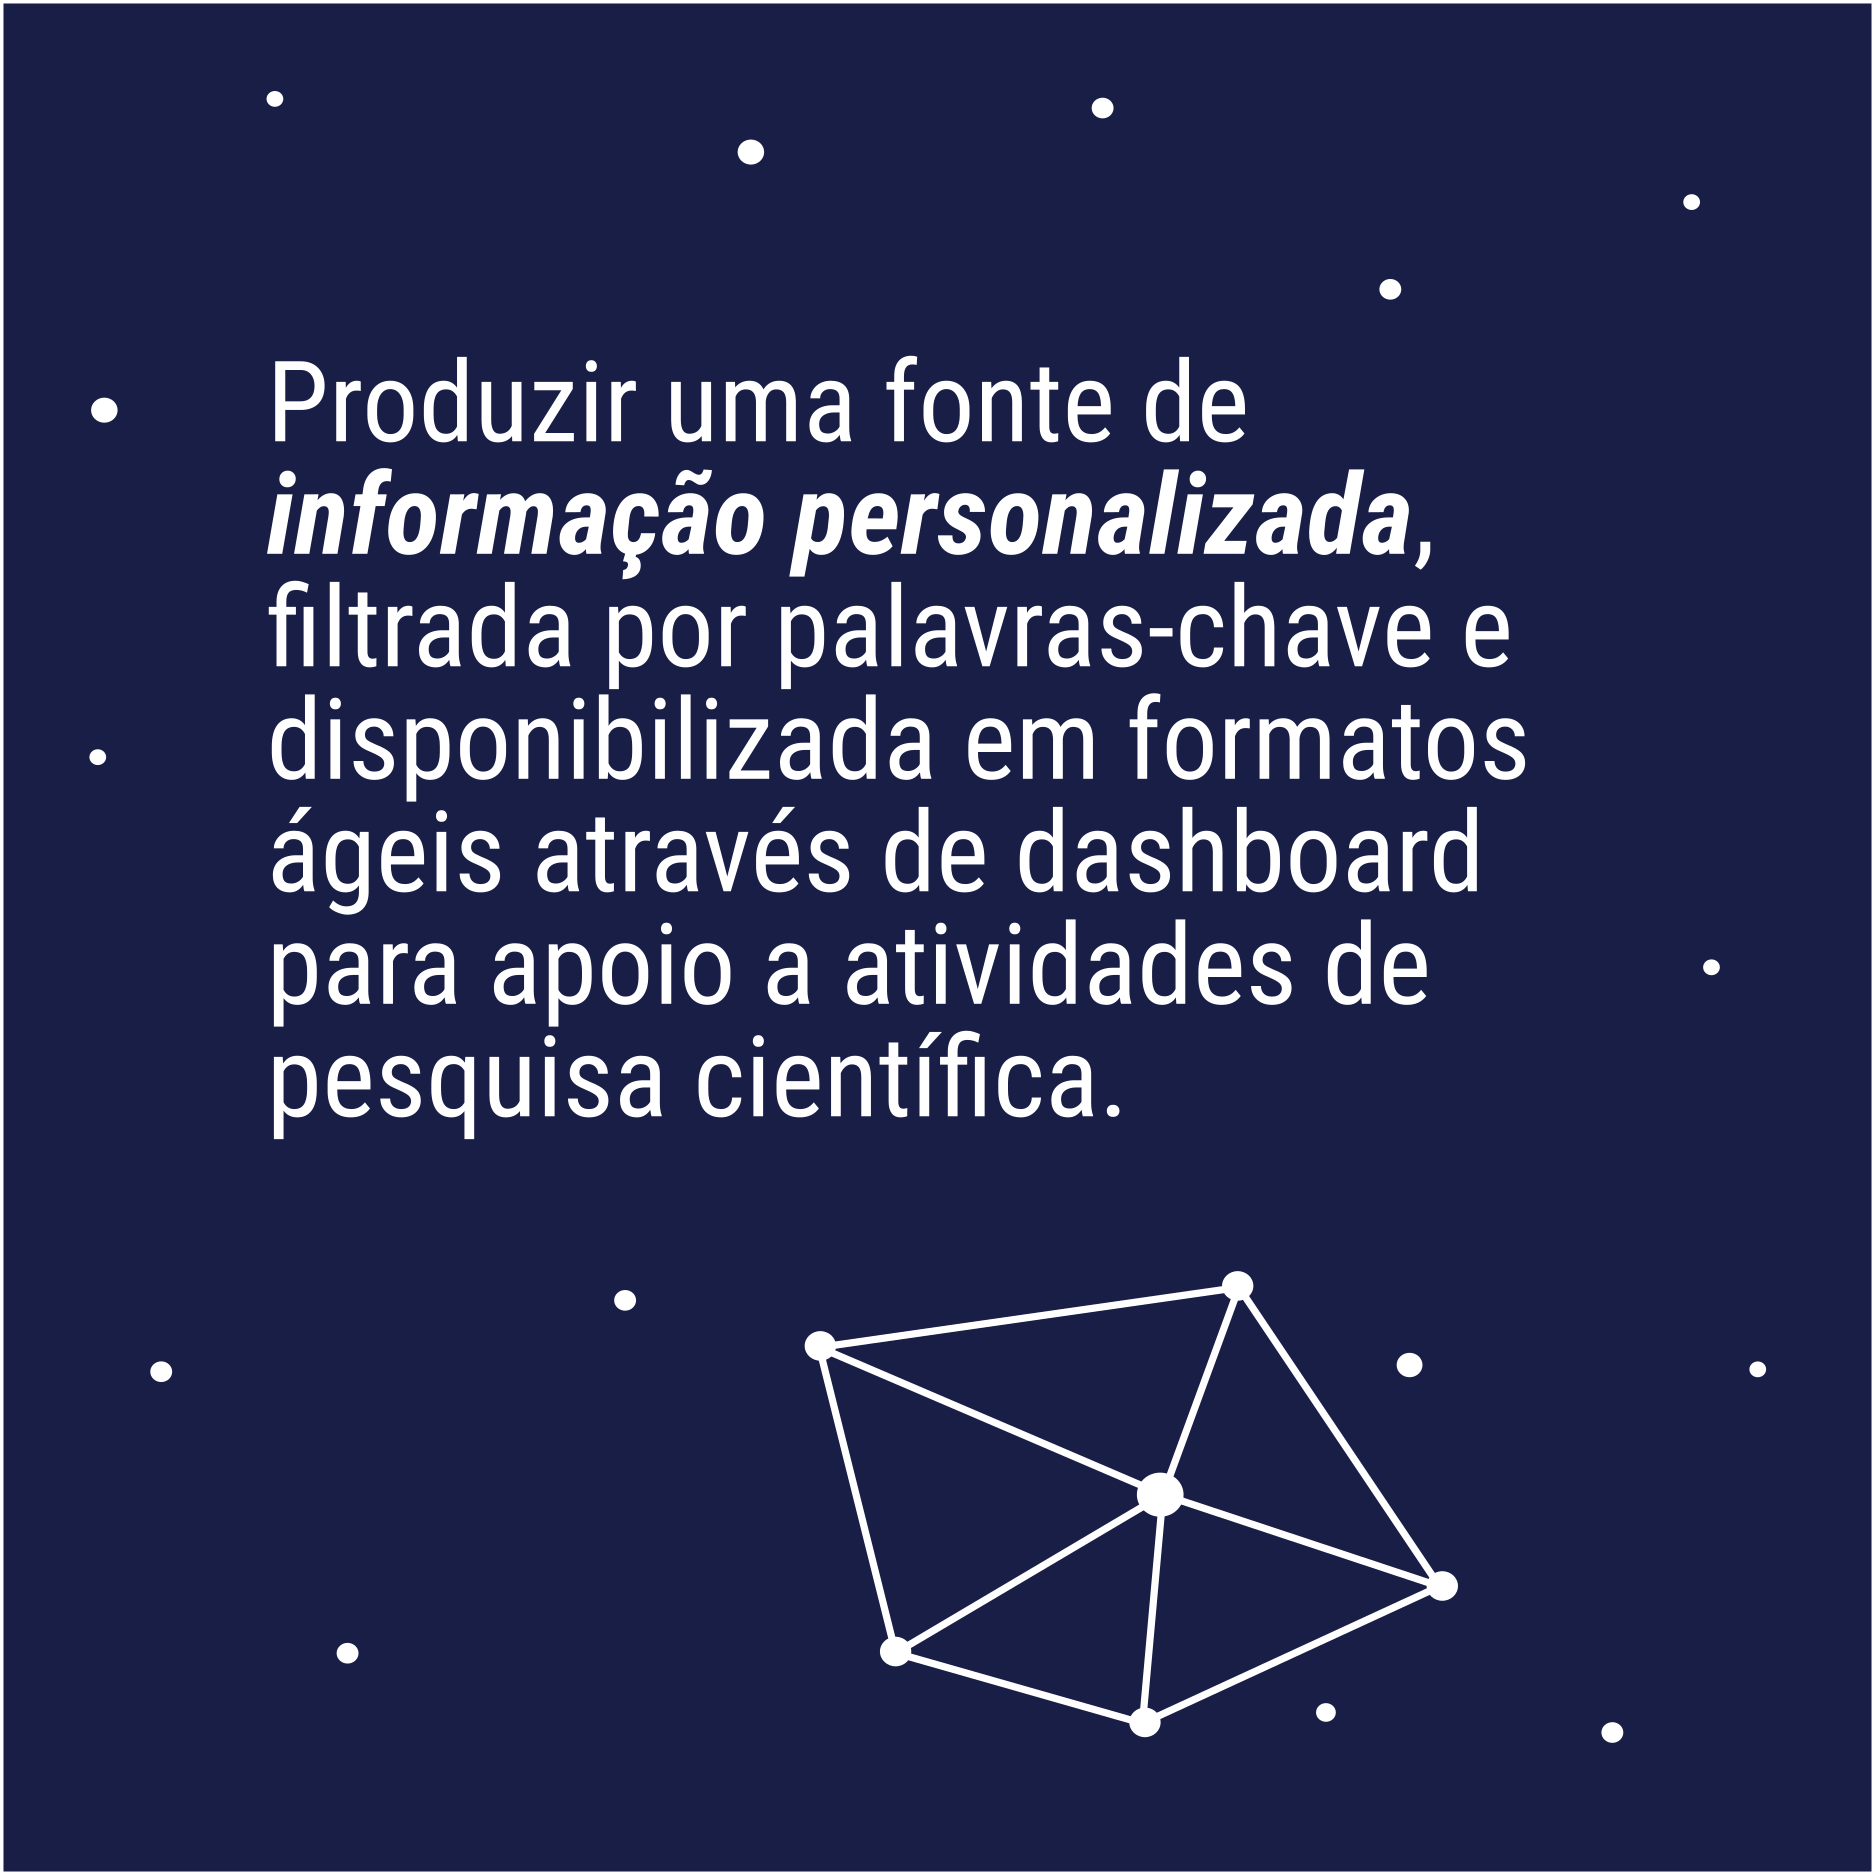 Produzir uma fonte de
informação personalizada,
filtrada por palavras-chave e
disponibilizada em formatos
ágeis através de dashboard
para apoio a atividades de
pesquisa científica.